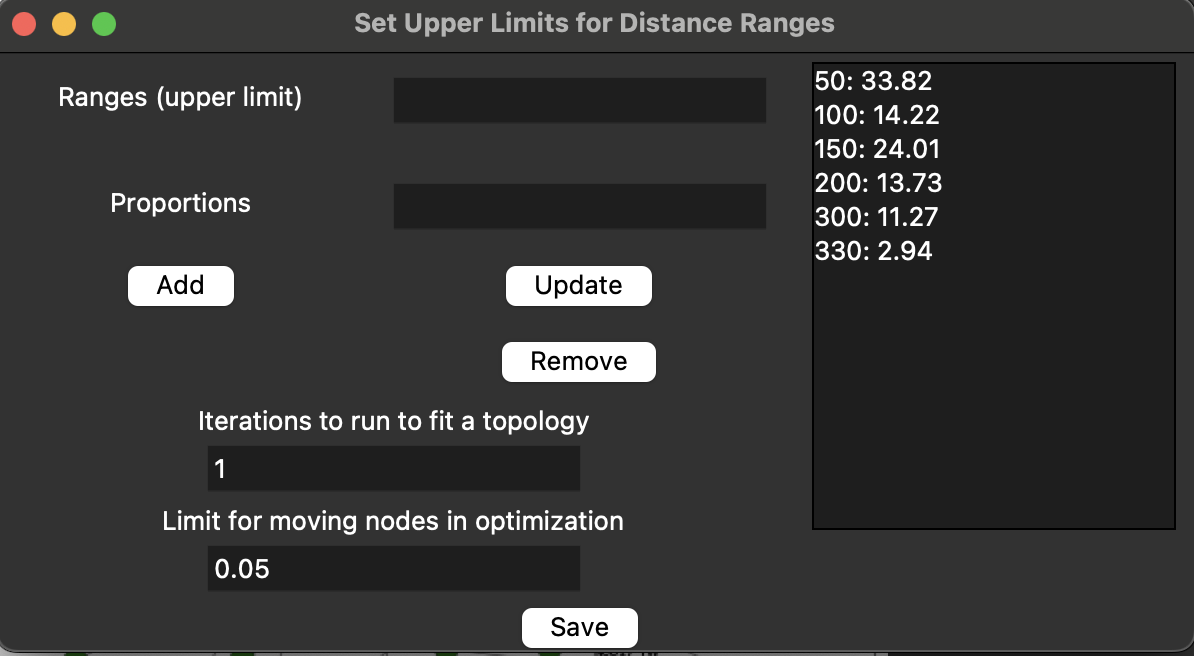 Set Upper Limits for Distance Ranges
Ranges (upper limit)
Proportions
Add
Update
Remove
Iterations to run to fit a topology
1
Limit for moving nodes in optimization
0.05
Save
50: 33.82
100: 14.22
150: 24.01
200: 13.73
300: 11.27
330: 2.94